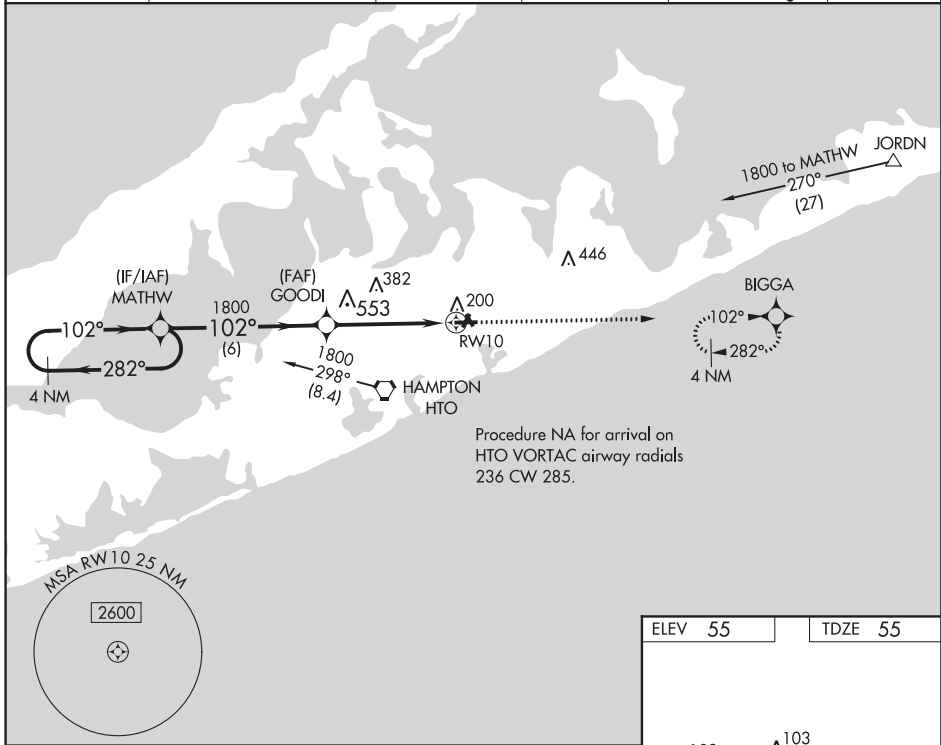 JORDN
1800 to MATHW
270°
(27)
446
(IF/IAF)
MATHW
(FAF)
GOODI
382
553
200
BIGGA
1800
102°
102°
(6)
RW10
102°
282°
4 NM
282°
4 NM
1800
298°
(8.4)
HAMPTON
HTO
Procedure NA for arrival on
HTO VORTAC airway radials
236 CW 285.
MSA RW10 25 NM
2600
ELEV 55
TDZE 55
103